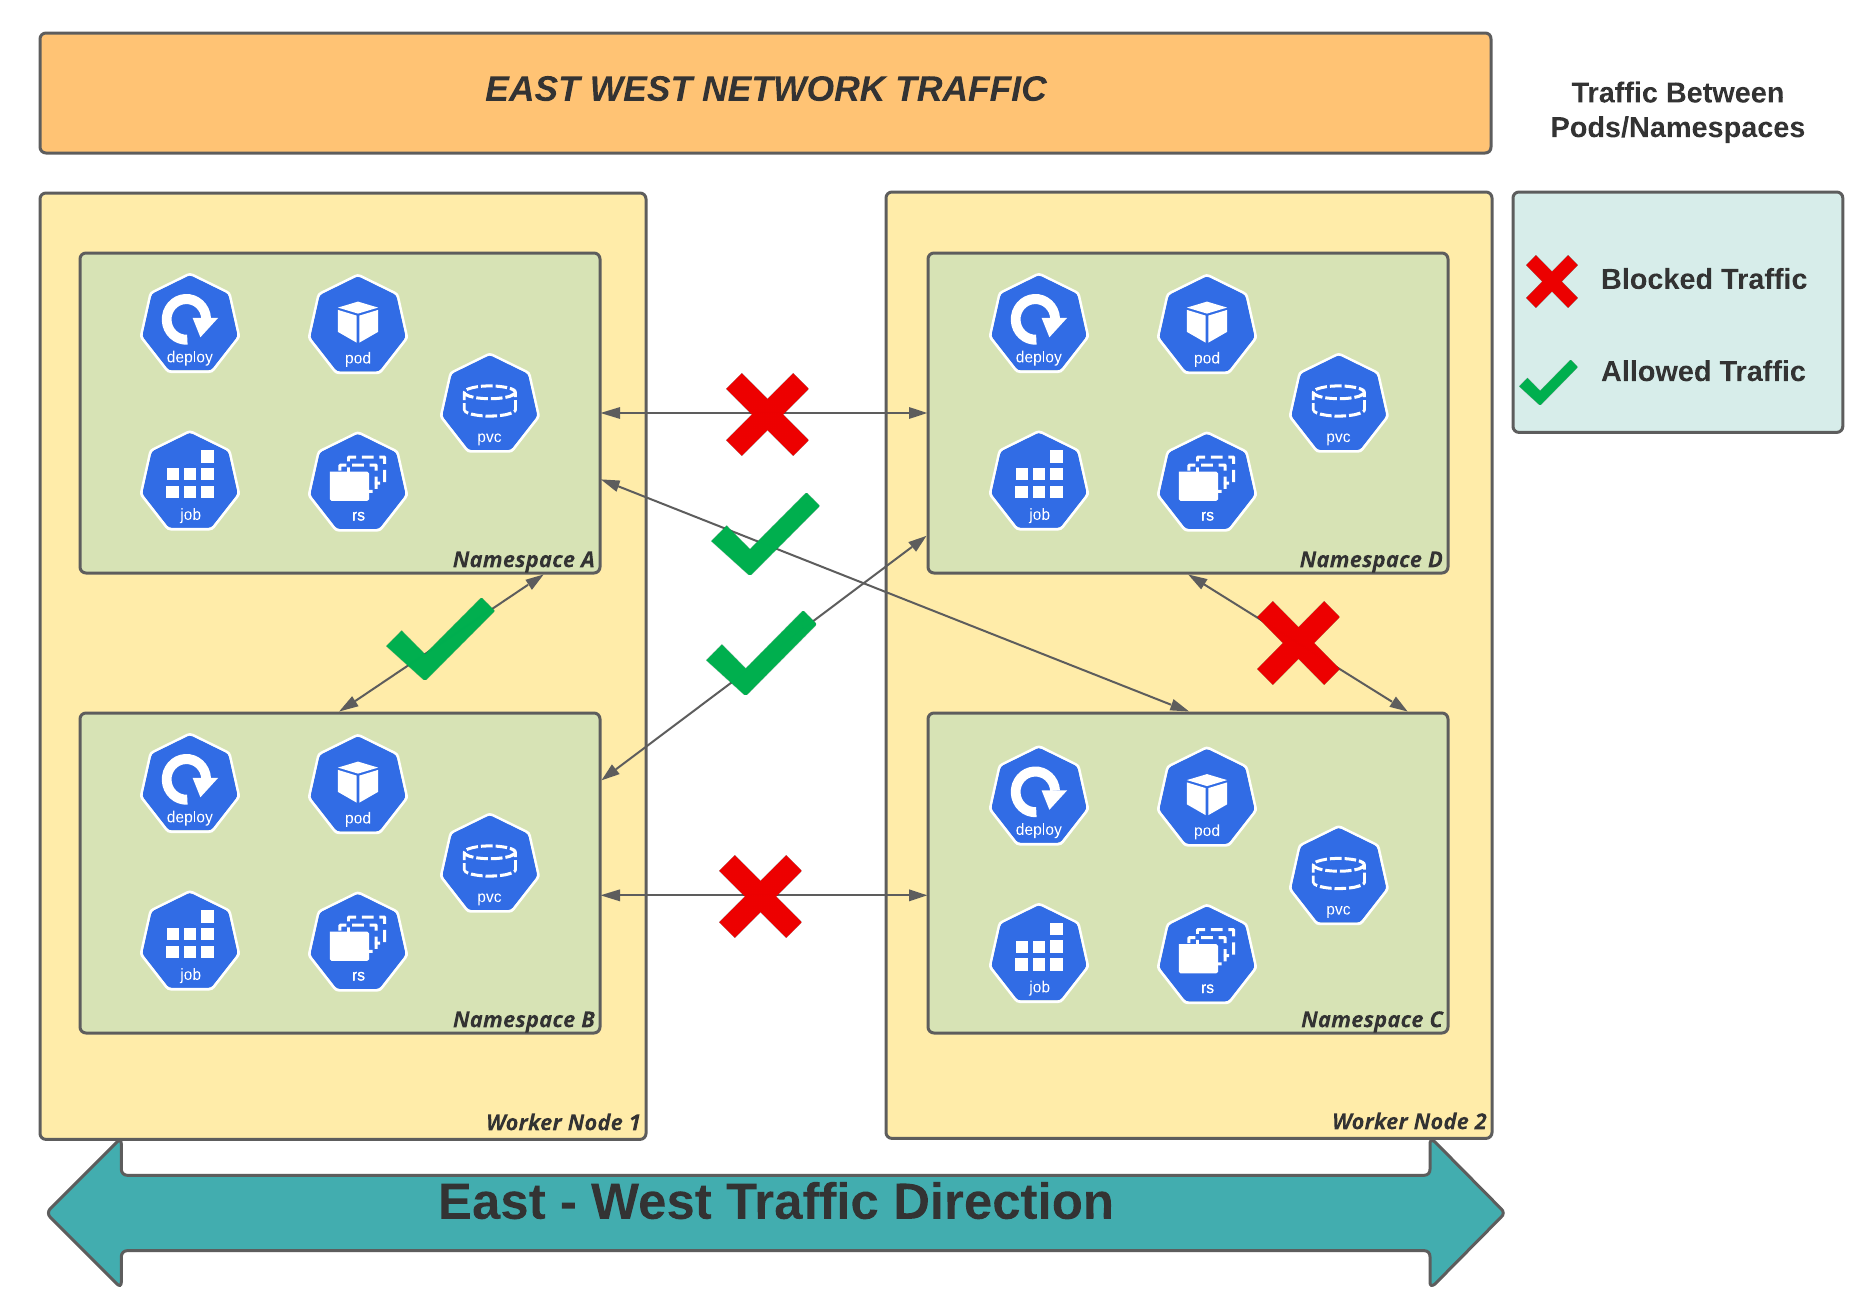 EAST WEST NETWORK TRAFFIC
Traffic Between
Pods/Namespaces
Blocked Traffic
Allowed Traffic
deploy
pod
pvc
job
rs
Namespace A
deploy
pod
pvc
job
rs
Namespace D
deploy
pod
pvc
job
rs
Namespace B
deploy
pod
pvc
job
rs
Namespace C
Worker Node 1
Worker Node 2
East - West Traffic Direction